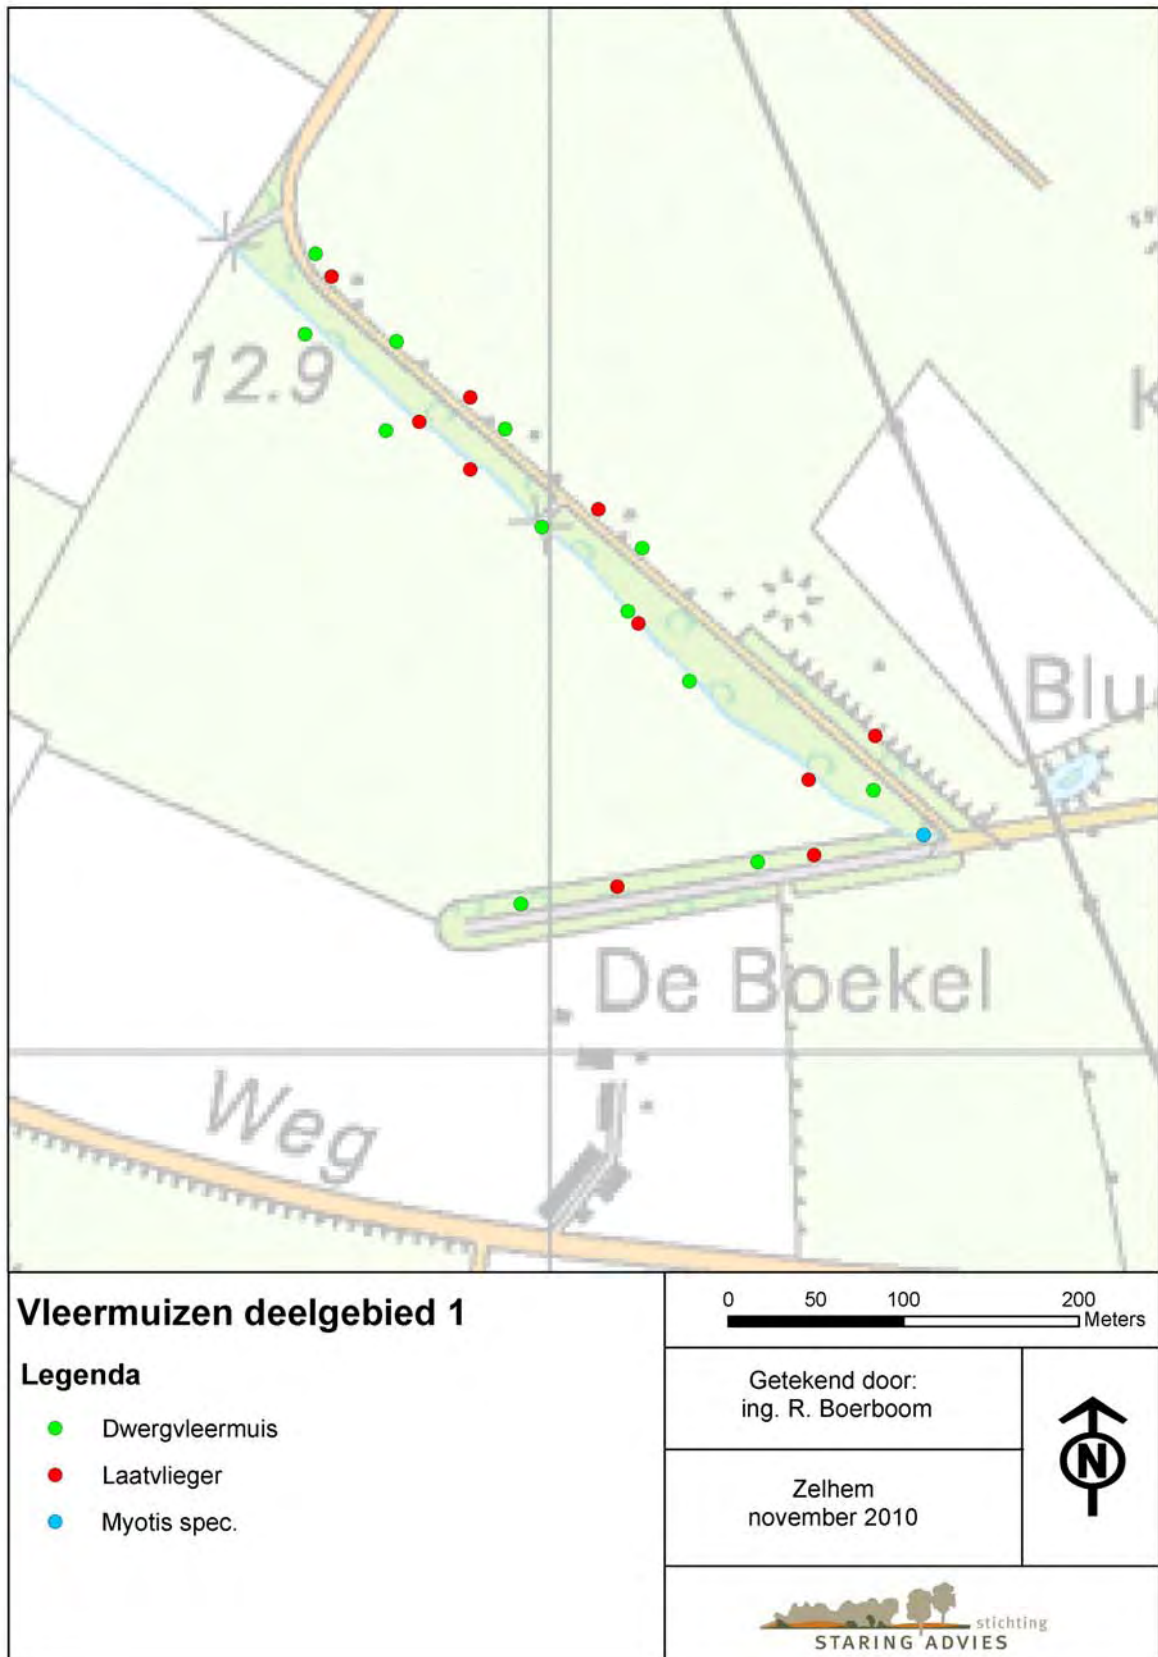 12.9
De Boekel
Weg
Vleermuizen deelgebied 1
Legenda
Dwergvleermuis
Laatvlieger
Myotis spec.
0 50 100 200
Meters
Getekend door:
ing. R. Boerboom
Zelhem
november 2010
N
stichting
STARING ADVIES